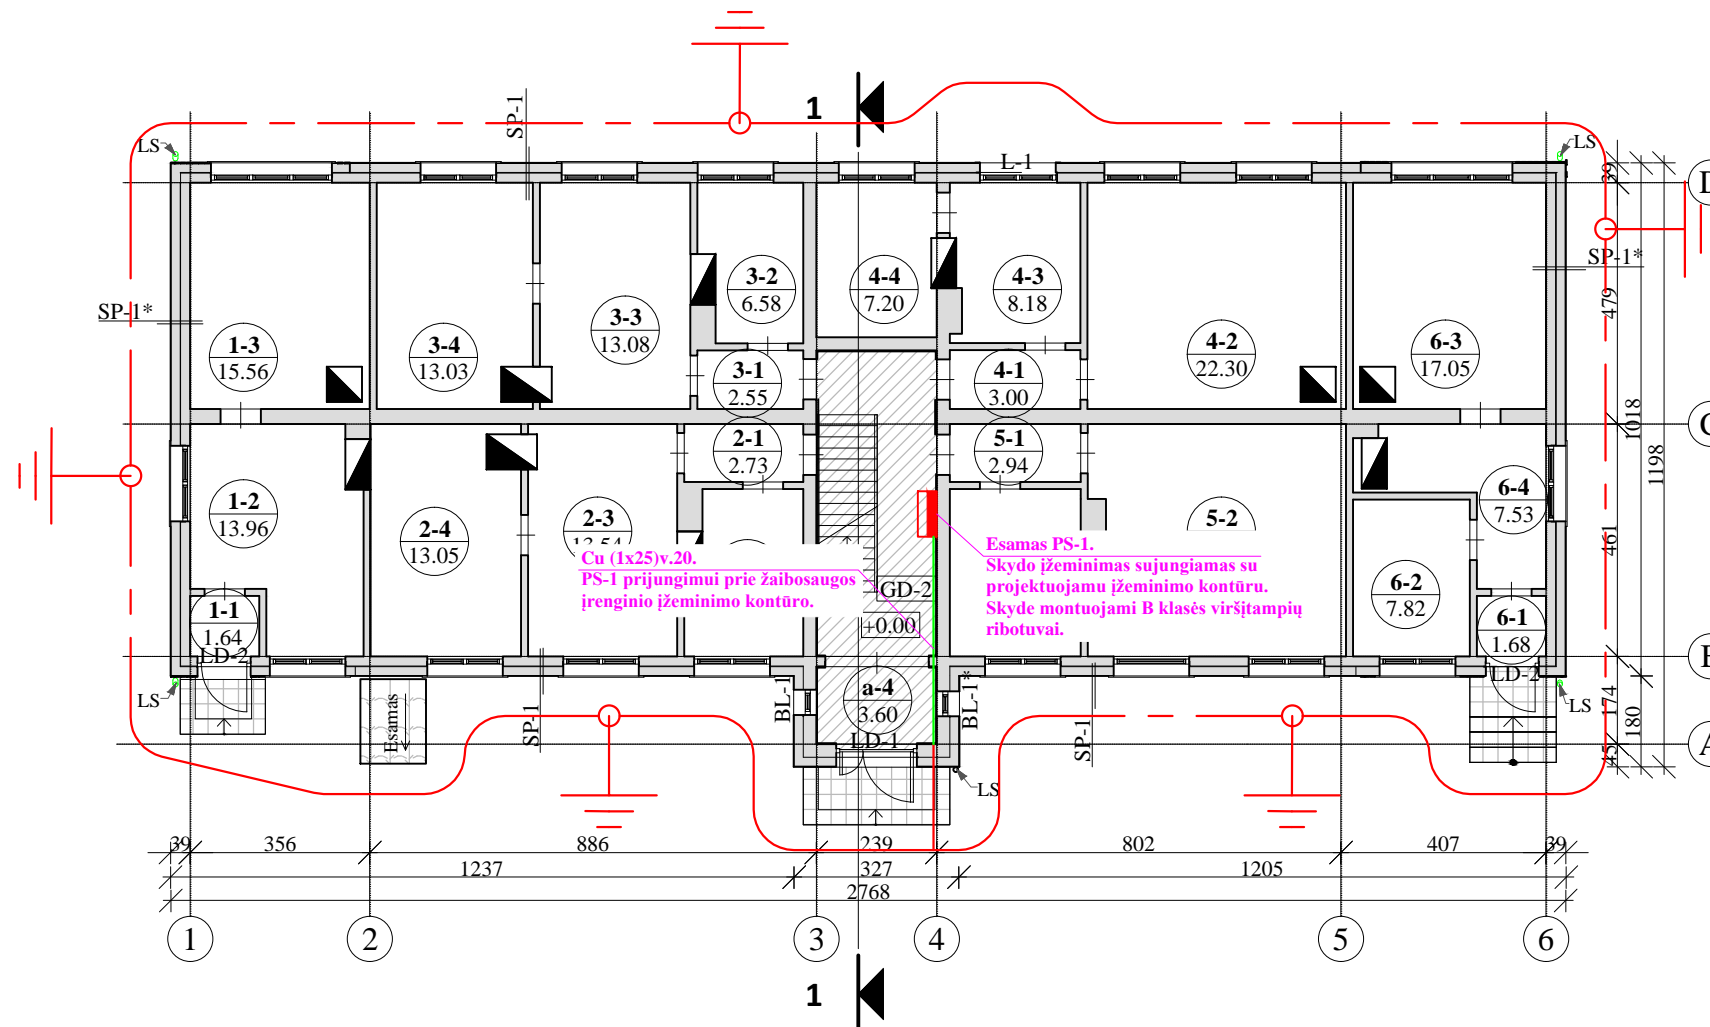 1
LS
SP-1
L-1
LS
39
D
SP-1*
SP-1*
479
1-3
15.56
3-4
13.03
3-3
13.08
3-2
6.58
4-4
7.20
4-3
8.18
4-2
22.30
6-3
17.05
3-1
2.55
4-1
3.00
2-1
2.73
5-1
2.94
1018
1198
1-2
13.96
2-4
13.05
2-3
13.54
5-2
6-4
7.53
461
Cu (1x25)v.20.
PS-1 prijungimui prie žaibosaugos
įrenginio įžeminimo kontūro.
Esamas PS-1.
Skydo įžeminimas sujungiamas su
projektuojamu įžeminimo kontūru.
Skyde montuojami B klasės viršįtampių
ribotuvai.
GD-2
+0.00
6-2
7.82
1-1
1.64
LD-2
6-1
1.68
LD-2
LS
Esamas
SP-1
BL-1
a-4
3.60
LD-1
BL-1*
SP-1
LS
LS
174
180
45
39
356
886
239
802
407
39
1237
327
1205
2768
1
2
3
4
5
6
1